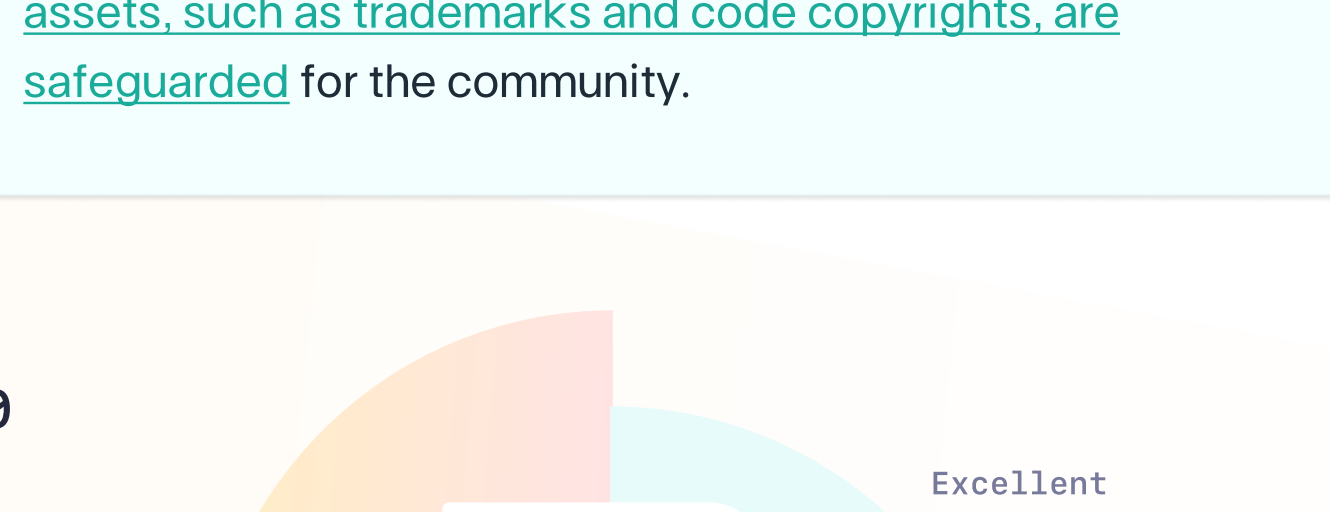 assets, such as trademarks and code copyrights, are
safeguarded for the community.
Excellent